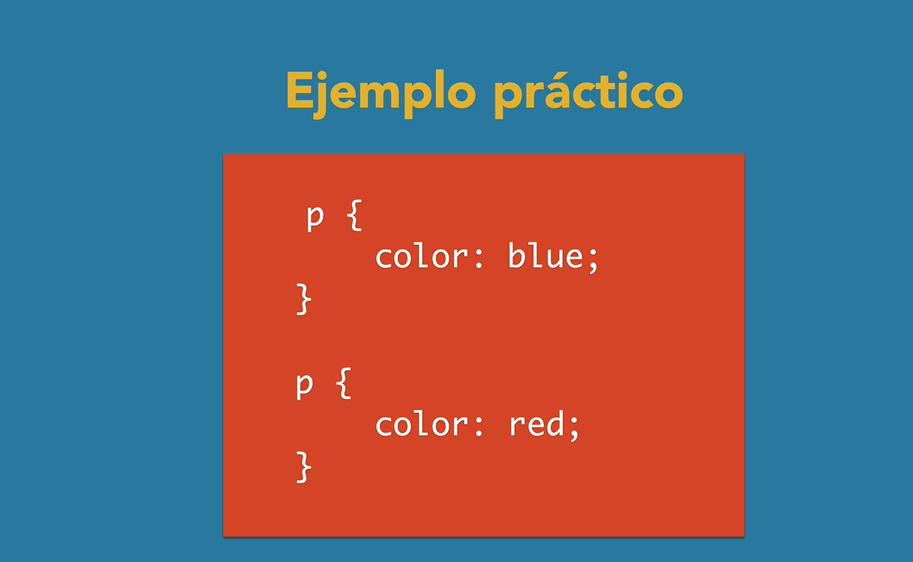 Ejemplo práctico
p {
color: blue;
}
p {
color: red;
}